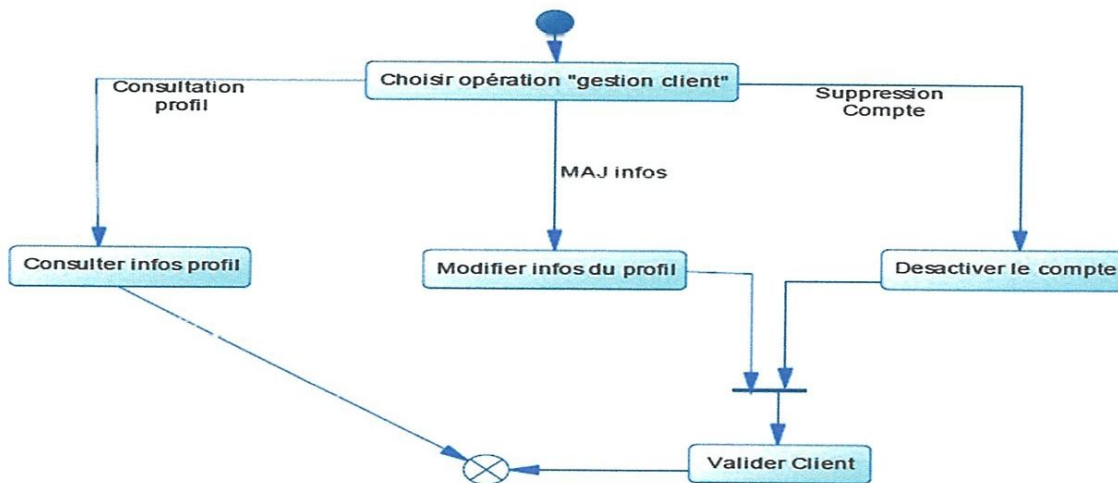 Choisir opération "gestion client"
Consultation
profil
Suppression
Compte
MAJ infos
Consulter infos profil
Modifier infos du profil
Desactiver le compte
Valider Client